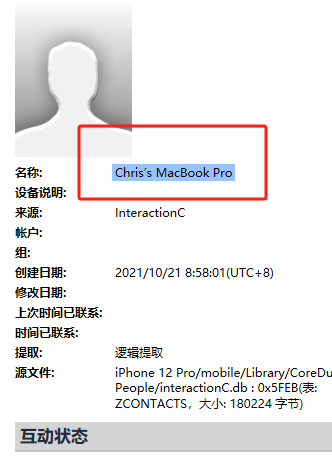 名称: Chris’s MacBook Pro
设备说明:
来源: InteractionC
帐户:
组:
创建日期: 2021/10/21 8:58:01(UTC+8)
修改日期:
上次时间已联系:
时间已联系:
提取: 逻辑提取
源文件: iPhone 12 Pro/mobile/Library/CoreDu
People/interactionC.db : 0x5FEB(表:
ZCONTACTS, 大小: 180224 字节)
互动状态